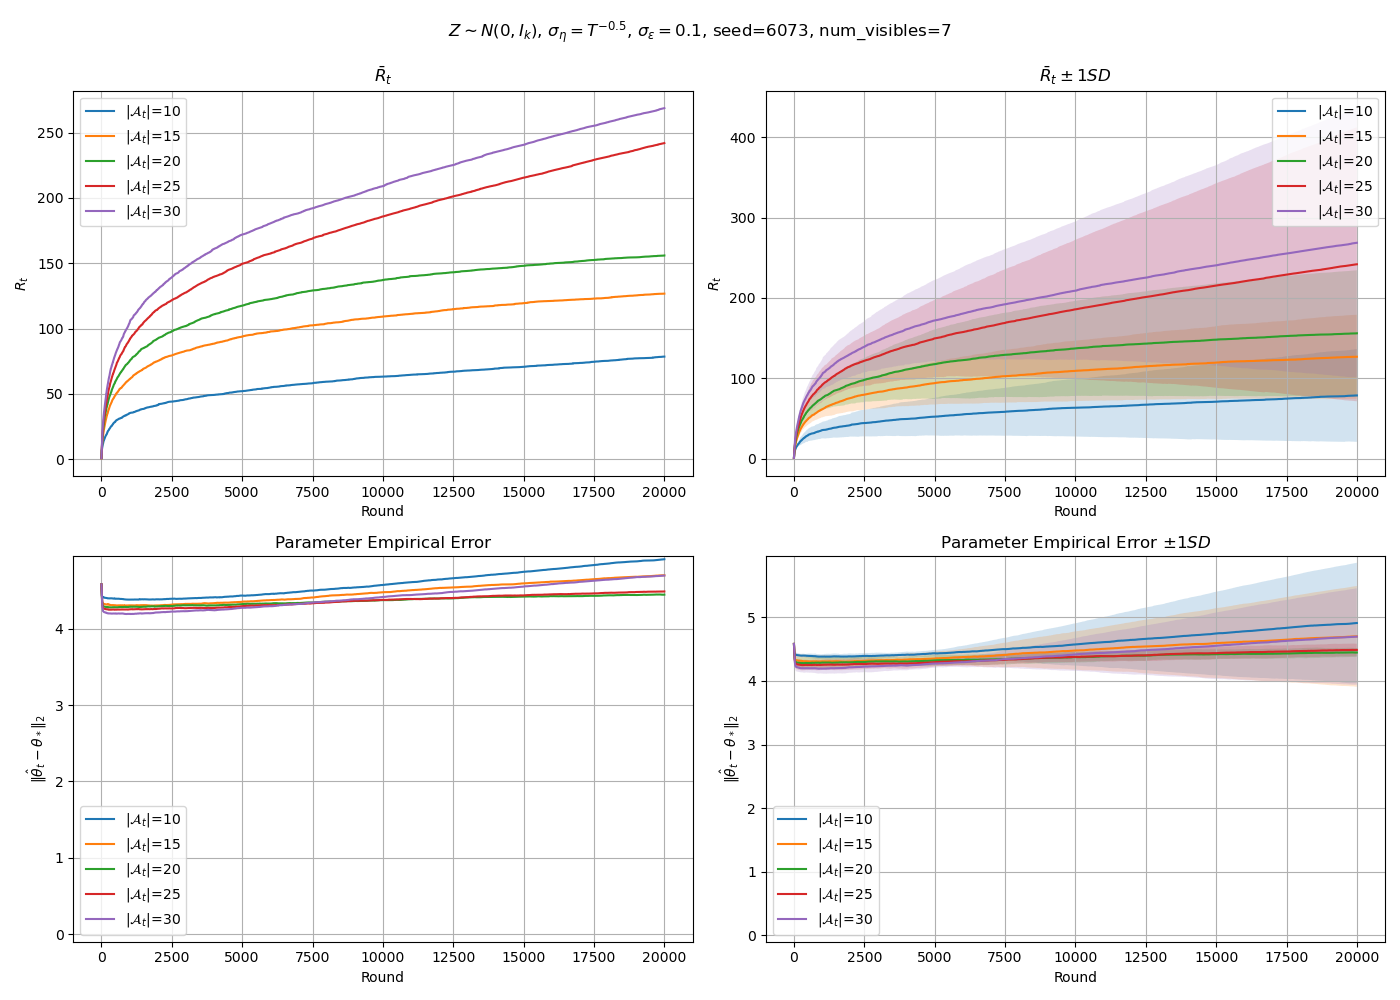 Z ∼ N(0, I_k), σ_η = T^{−0.5}, σ_ε = 0.1, seed=6073, num_visibles=7
R̄_t
R_t
250
200
150
100
50
0
|𝒜_t|=10
|𝒜_t|=15
|𝒜_t|=20
|𝒜_t|=25
|𝒜_t|=30
0 2500 5000 7500 10000 12500 15000 17500 20000
Round
R̄_t ± 1SD
R_t
400
300
200
100
0
|𝒜_t|=10
|𝒜_t|=15
|𝒜_t|=20
|𝒜_t|=25
|𝒜_t|=30
0 2500 5000 7500 10000 12500 15000 17500 20000
Round
Parameter Empirical Error
‖θ̂_t − θ_*‖_2
4
3
2
1
0
|𝒜_t|=10
|𝒜_t|=15
|𝒜_t|=20
|𝒜_t|=25
|𝒜_t|=30
0 2500 5000 7500 10000 12500 15000 17500 20000
Round
Parameter Empirical Error ±1SD
‖θ̂_t − θ_*‖_2
5
4
3
2
1
0
|𝒜_t|=10
|𝒜_t|=15
|𝒜_t|=20
|𝒜_t|=25
|𝒜_t|=30
0 2500 5000 7500 10000 12500 15000 17500 20000
Round